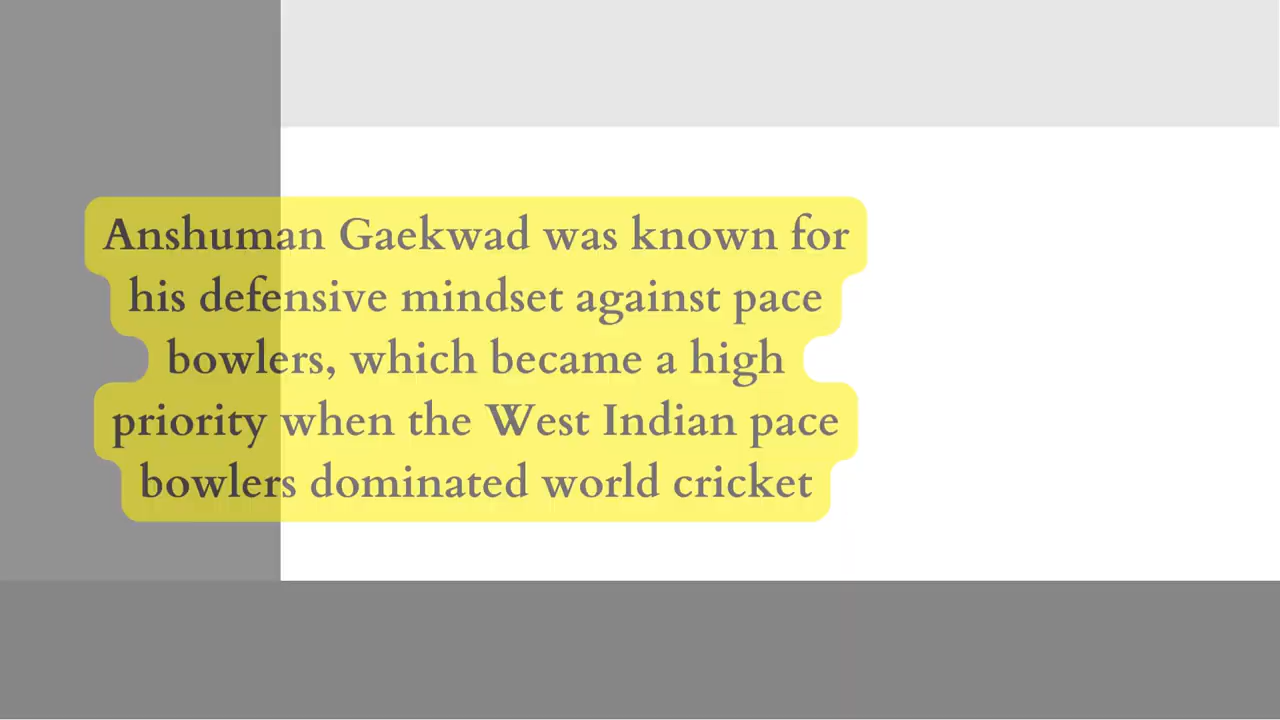 Anshuman Gaekwad was known for
his defensive mindset against pace
bowlers, which became a high
priority when the West Indian pace
bowlers dominated world cricket